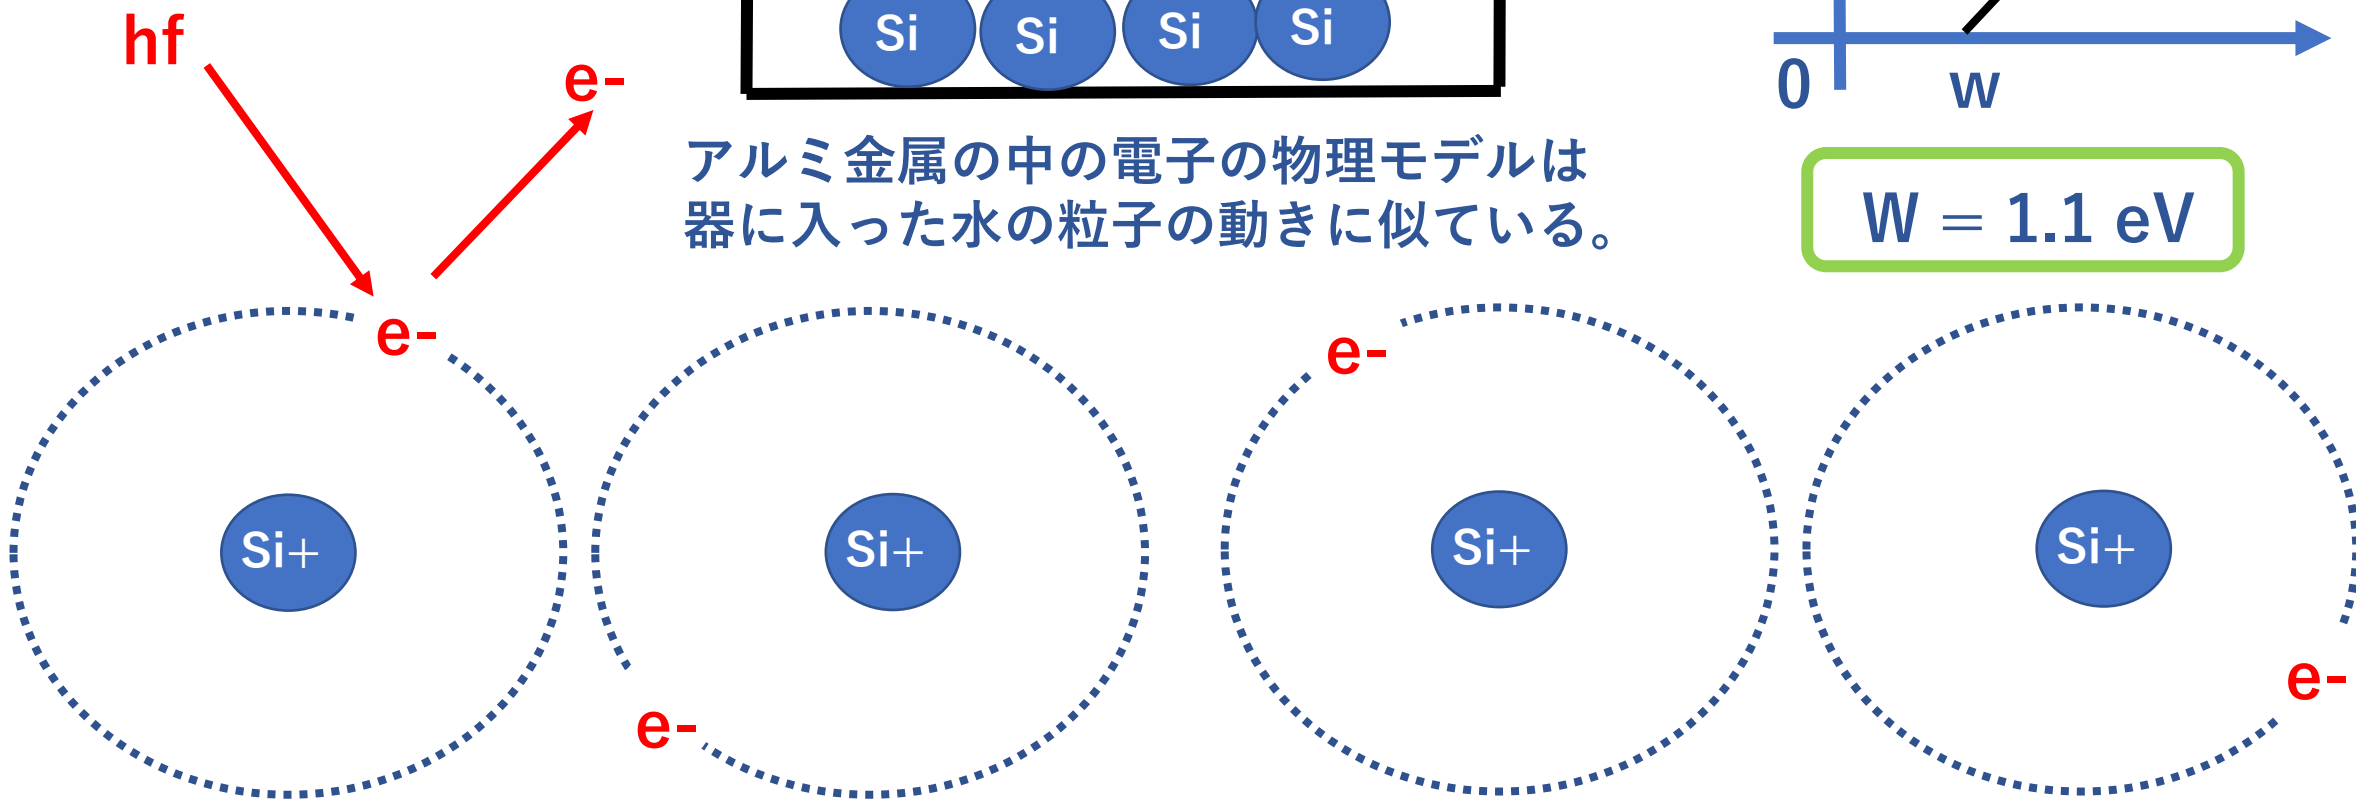 hf
e-
Si
Si
Si
Si
0
w
アルミ金属の中の電子の物理モデルは
器に入った水の粒子の動きに似ている。
W = 1.1 eV
e-
e-
Si+
Si+
Si+
Si+
e-
e-